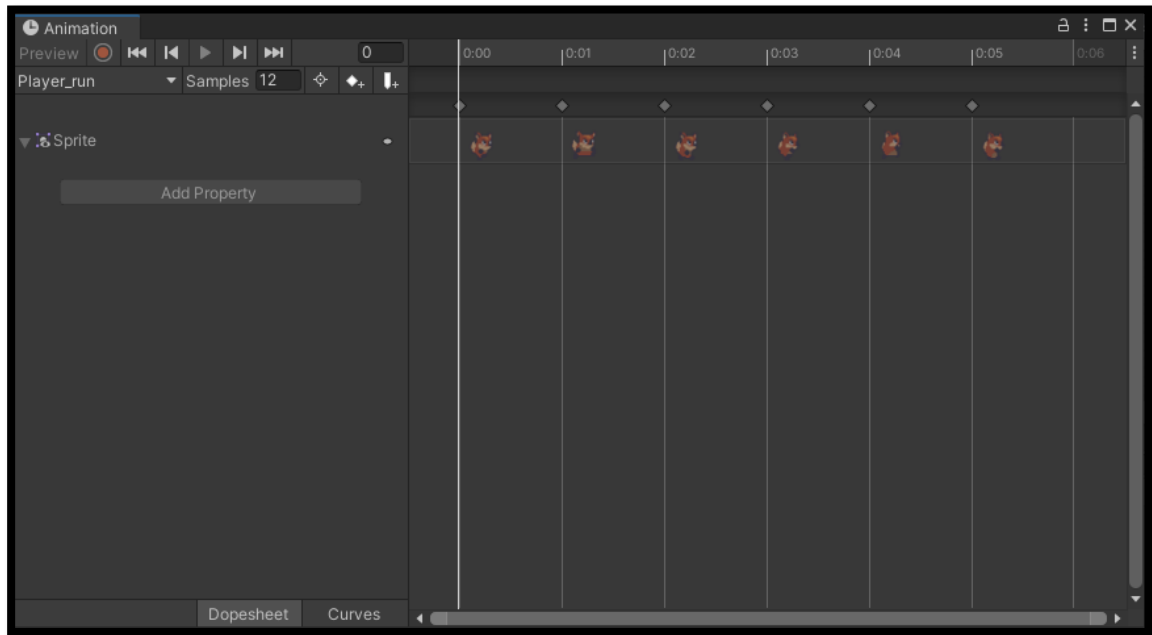 Animation
Preview 0 0:00 0:01 0:02 0:03 0:04 0:05 0:06
Player_run Samples 12
Sprite
Add Property
Dopesheet Curves